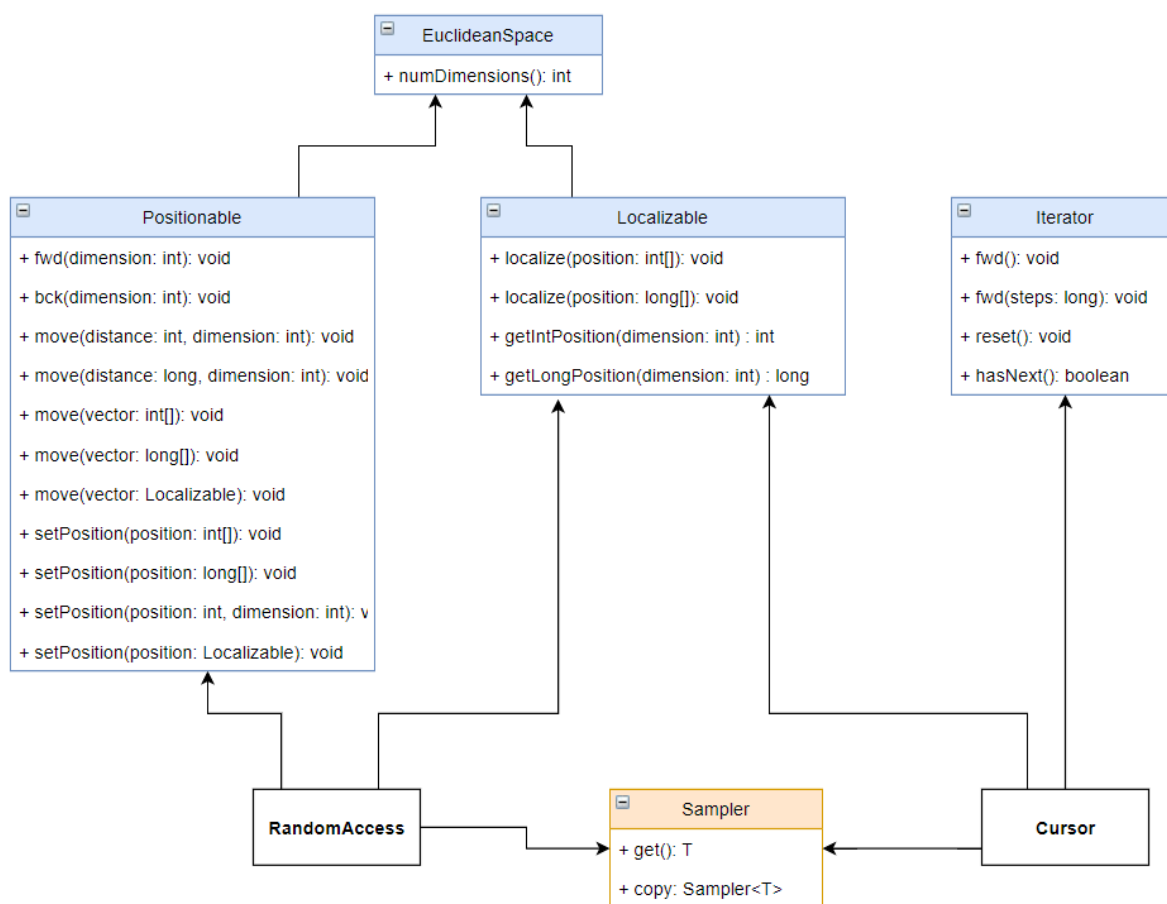 EuclideanSpace
+ numDimensions(): int
Positionable
+ fwd(dimension: int): void
+ bck(dimension: int): void
+ move(distance: int, dimension: int): void
+ move(distance: long, dimension: int): void
+ move(vector: int[]): void
+ move(vector: long[]): void
+ move(vector: Localizable): void
+ setPosition(position: int[]): void
+ setPosition(position: long[]): void
+ setPosition(position: int, dimension: int): v
+ setPosition(position: Localizable): void
Localizable
+ localize(position: int[]): void
+ localize(position: long[]): void
+ getIntPosition(dimension: int) : int
+ getLongPosition(dimension: int) : long
Iterator
+ fwd(): void
+ fwd(steps: long): void
+ reset(): void
+ hasNext(): boolean
RandomAccess
Sampler
+ get(): T
+ copy: Sampler<T>
Cursor